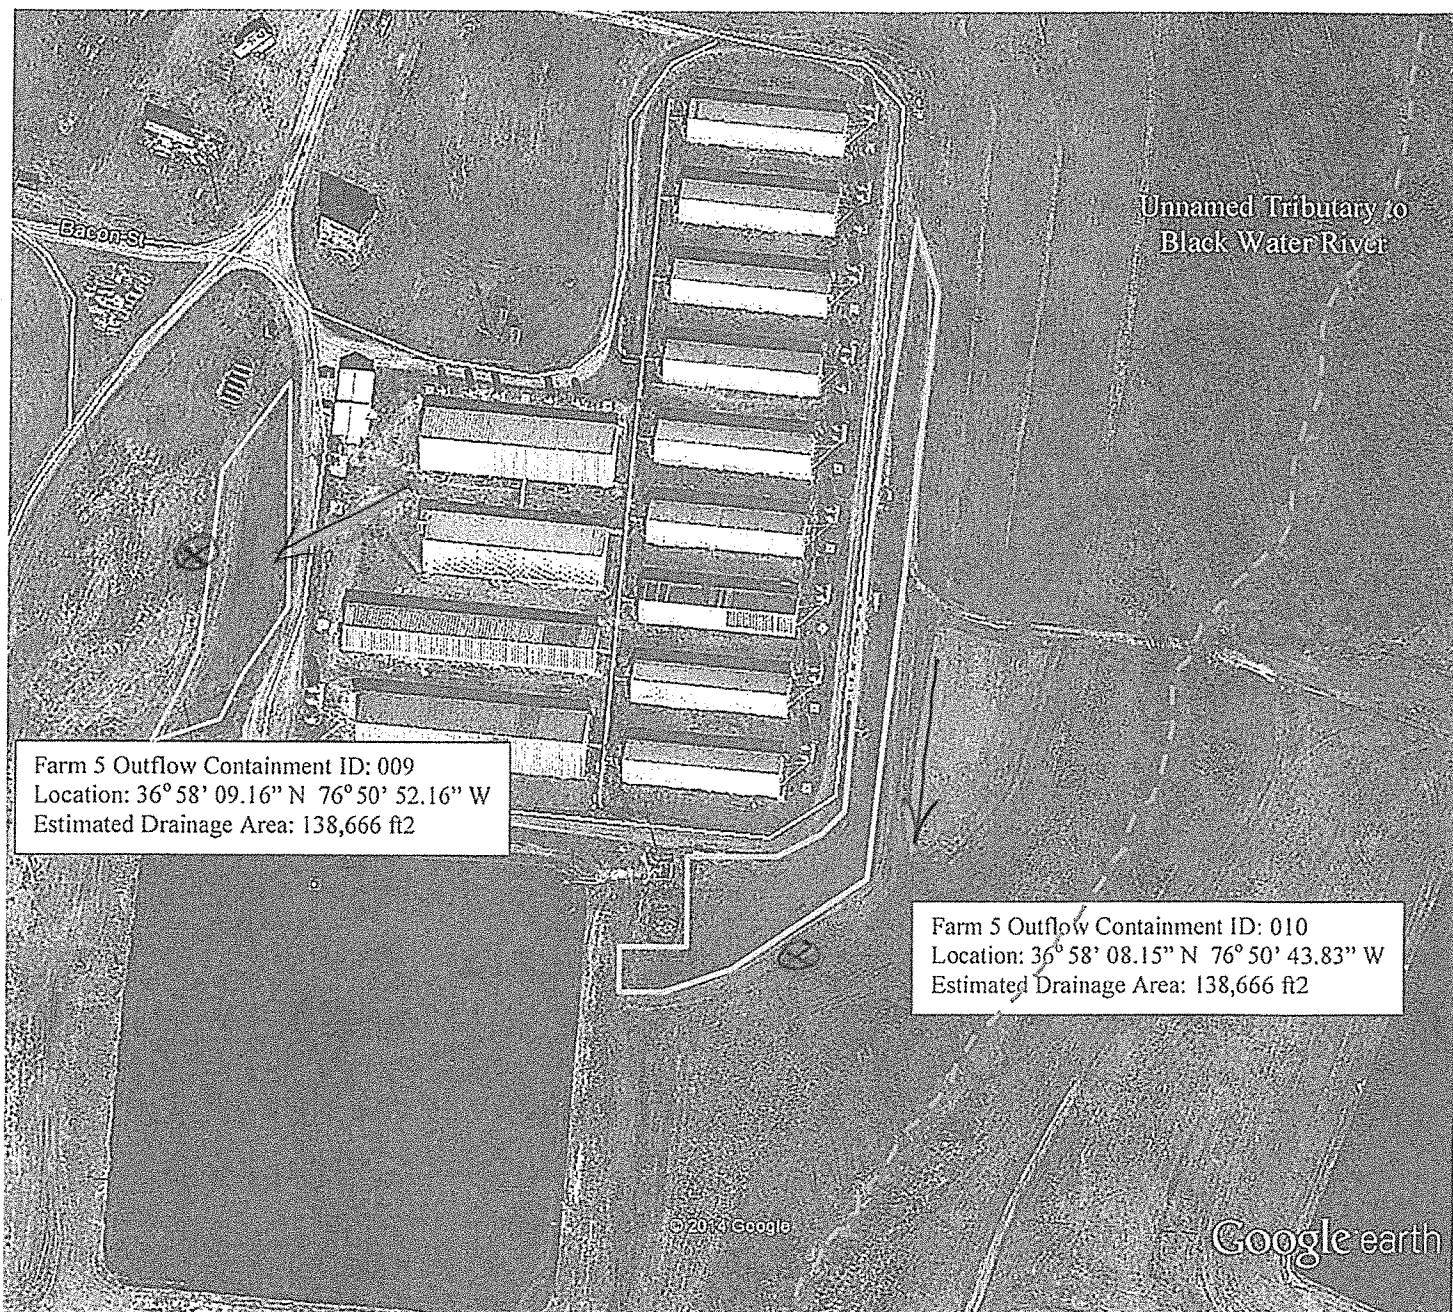 Unnamed Tributary to
Black Water River
Bacon St
Farm 5 Outflow Containment ID: 009
Location: 36° 58’ 09.16” N 76° 50’ 52.16” W
Estimated Drainage Area: 138,666 ft2
Farm 5 Outflow Containment ID: 010
Location: 36° 58’ 08.15” N 76° 50’ 43.83” W
Estimated Drainage Area: 138,666 ft2
© 2014 Google
Google earth